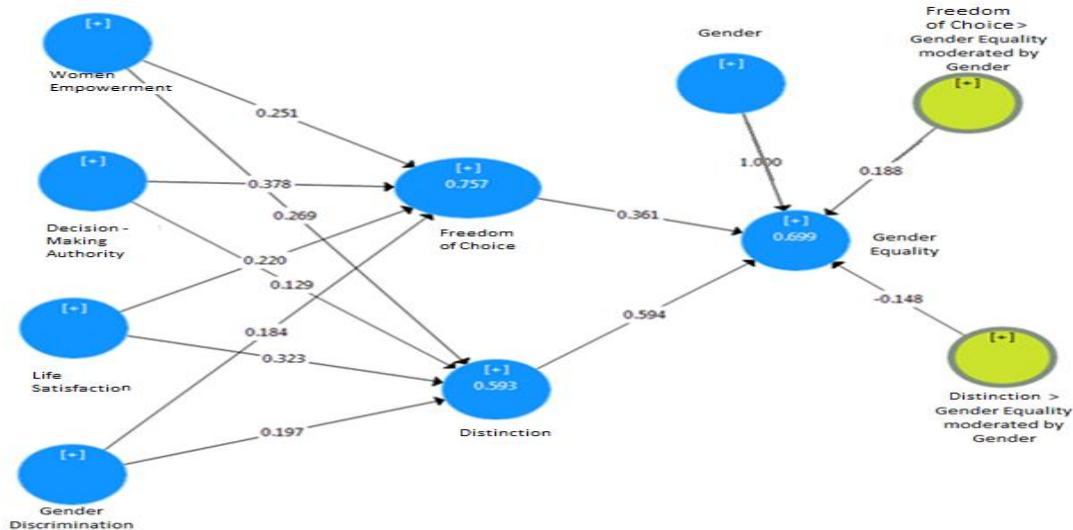 [+]
Women
Empowerment
[+]
Decision -
Making
Authority
[+]
Life
Satisfaction
[+]
Gender
Discrimination
0.251
0.378
0.269
0.220
0.129
0.184
0.323
0.197
[+]
0.757
Freedom
of Choice
[+]
0.593
Distinction
0.361
0.594
Gender
[+]
1.000
[+]
0.699
Gender
Equality
Freedom
of Choice>
Gender Equality
moderated by
Gender
[+]
0.188
-0.148
[+]
Distinction >
Gender Equality
moderated by
Gender